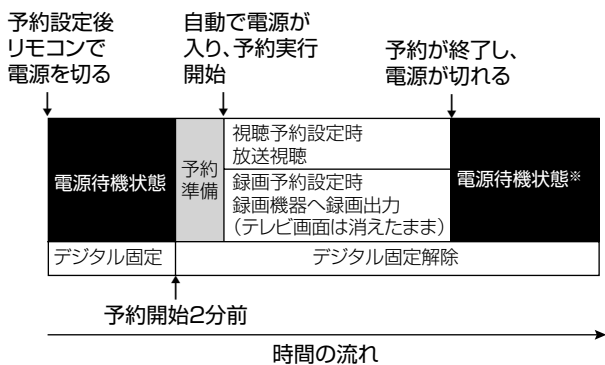 予約設定後
リモコンで
電源を切る
自動で電源が
入り、予約実行
開始
予約が終了し、
電源が切れる
電源待機状態
予約
準備
視聴予約設定時
放送視聴
録画予約設定時
録画機器へ録画出力
(テレビ画面は消えたまま)
電源待機状態※
デジタル固定
デジタル固定解除
予約開始2分前
時間の流れ